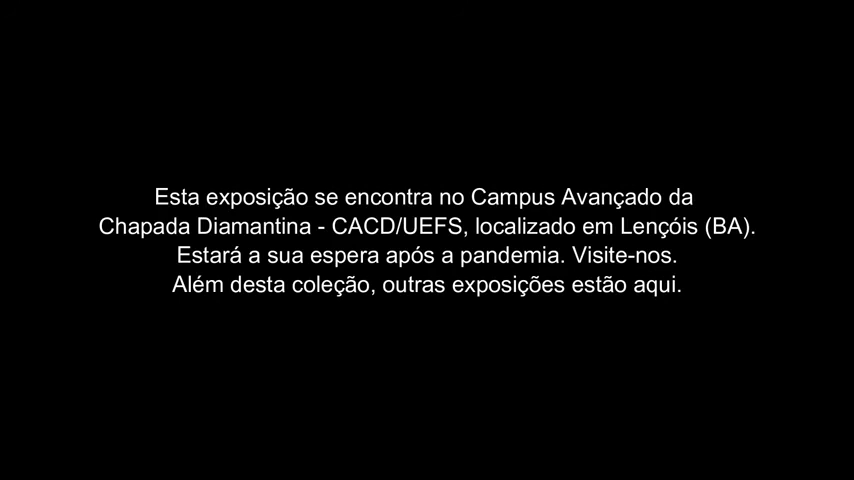 Esta exposição se encontra no Campus Avançado da
Chapada Diamantina - CACD/UEFS, localizado em Lençóis (BA).
Estará a sua espera após a pandemia. Visite-nos.
Além desta coleção, outras exposições estão aqui.